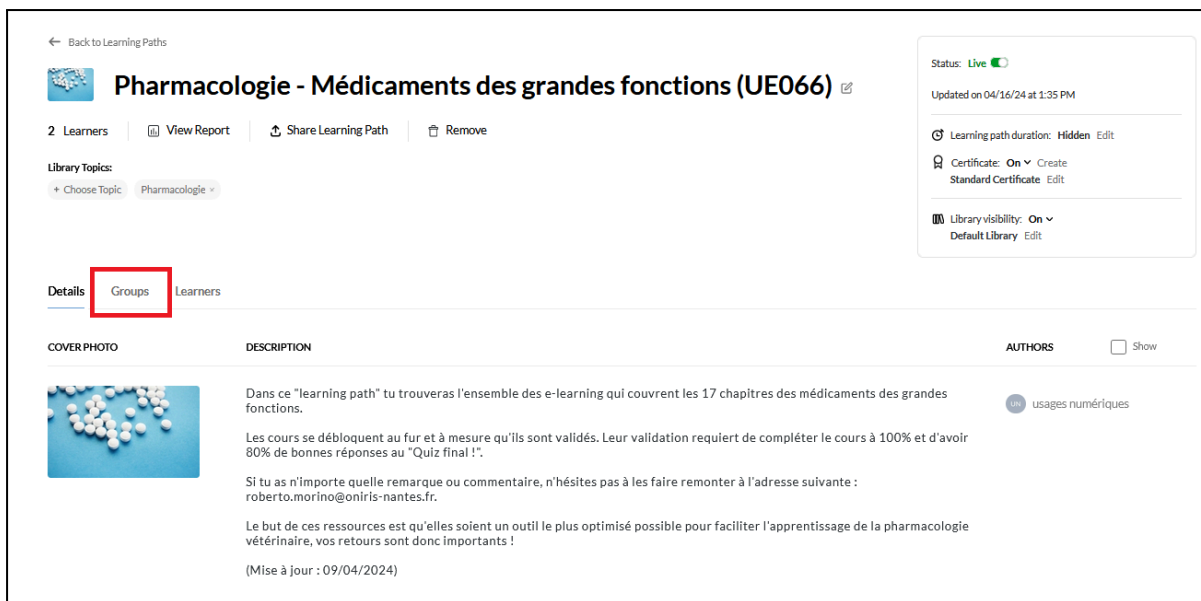 ← Back to Learning Paths
Pharmacologie - Médicaments des grandes fonctions (UE066)
2 Learners View Report Share Learning Path Remove
Library Topics:
+ Choose Topic Pharmacologie ×
Status: Live
Updated on 04/16/24 at 1:35 PM
Learning path duration: Hidden Edit
Certificate: On Create
Standard Certificate Edit
Library visibility: On
Default Library Edit
Details Groups Learners
COVER PHOTO DESCRIPTION AUTHORS Show
Dans ce "learning path" tu trouveras l'ensemble des e-learning qui couvrent les 17 chapitres des médicaments des grandes
fonctions.
Les cours se débloquent au fur et à mesure qu'ils sont validés. Leur validation requiert de compléter le cours à 100% et d'avoir
80% de bonnes réponses au "Quiz final !".
Si tu as n'importe quelle remarque ou commentaire, n'hésites pas à les faire remonter à l'adresse suivante :
roberto.morino@oniris-nantes.fr.
Le but de ces ressources est qu'elles soient un outil le plus optimisé possible pour faciliter l'apprentissage de la pharmacologie
vétérinaire, vos retours sont donc importants !
(Mise à jour : 09/04/2024)
UN usages numériques